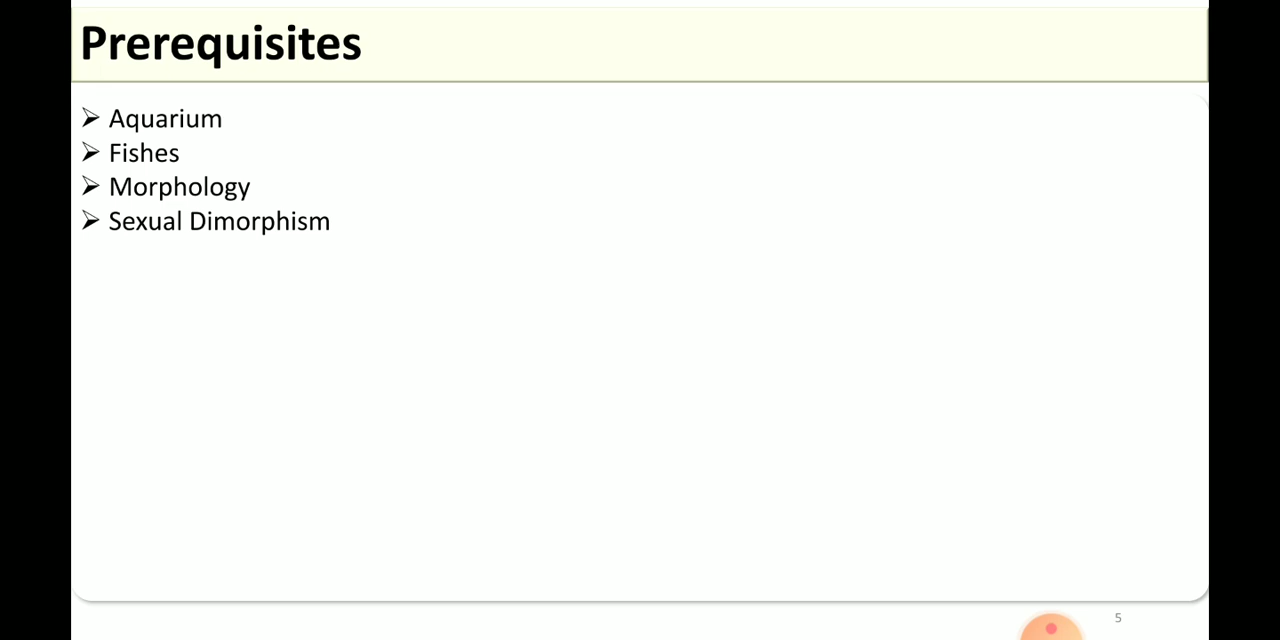 Prerequisites
➢ Aquarium
➢ Fishes
➢ Morphology
➢ Sexual Dimorphism
5